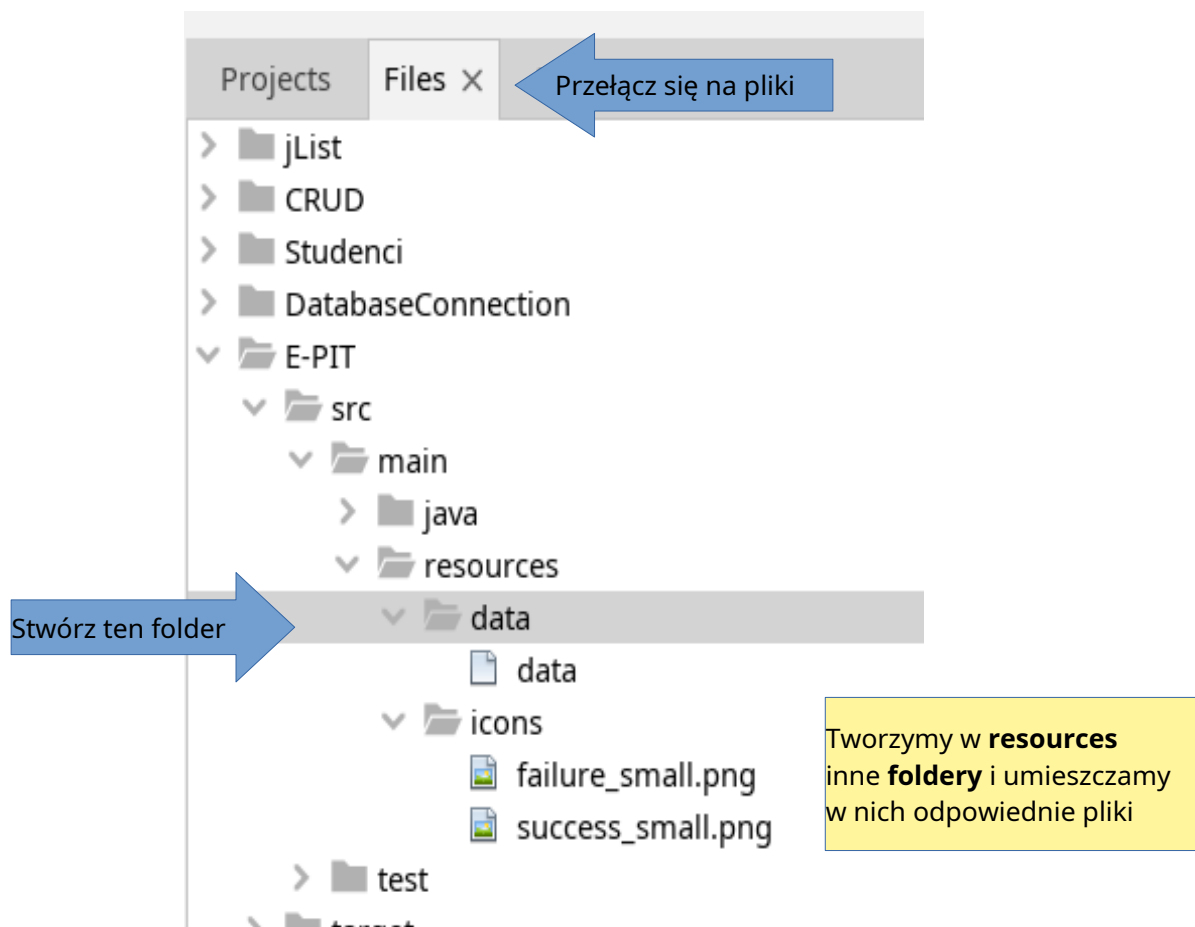 Projects
Files
Przełącz się na pliki
jList
CRUD
Studenci
DatabaseConnection
E-PIT
src
main
java
resources
Stwórz ten folder
data
data
icons
Tworzymy w resources
inne foldery i umieszczamy
w nich odpowiednie pliki
failure_small.png
success_small.png
test
target